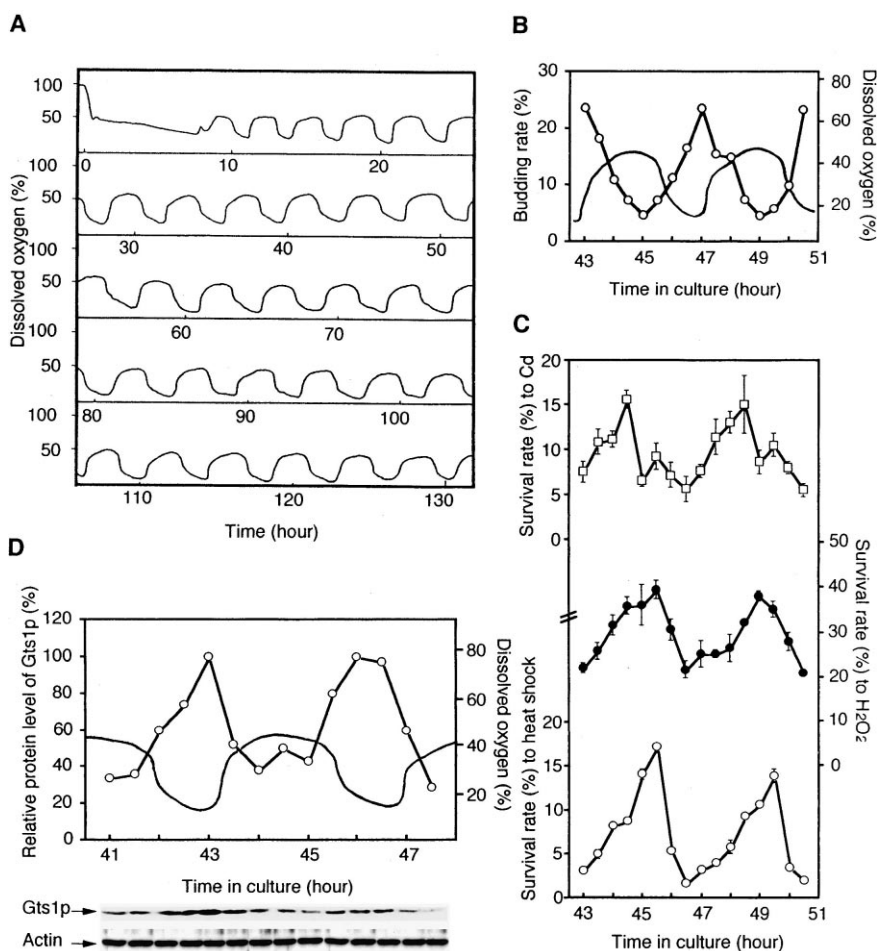 A
100
50
0 10 20
100
50
30 40 50
100
50
60 70
100
50
80 90 100
100
50
110 120 130
Dissolved oxygen (%)
Time (hour)
B
30
20
10
0
Budding rate (%)
80
60
40
20
Dissolved oxygen (%)
43 45 47 49 51
Time in culture (hour)
C
20
15
10
5
0
Survival rate (%) to Cd
50
40
30
20
10
0
Survival rate (%) to H2O2
20
15
10
5
0
Survival rate (%) to heat shock
43 45 47 49 51
Time in culture (hour)
D
120
100
80
60
40
20
0
Relative protein level of Gts1p (%)
80
60
40
20
Dissolved oxygen (%)
41 43 45 47
Time in culture (hour)
Gts1p
Actin